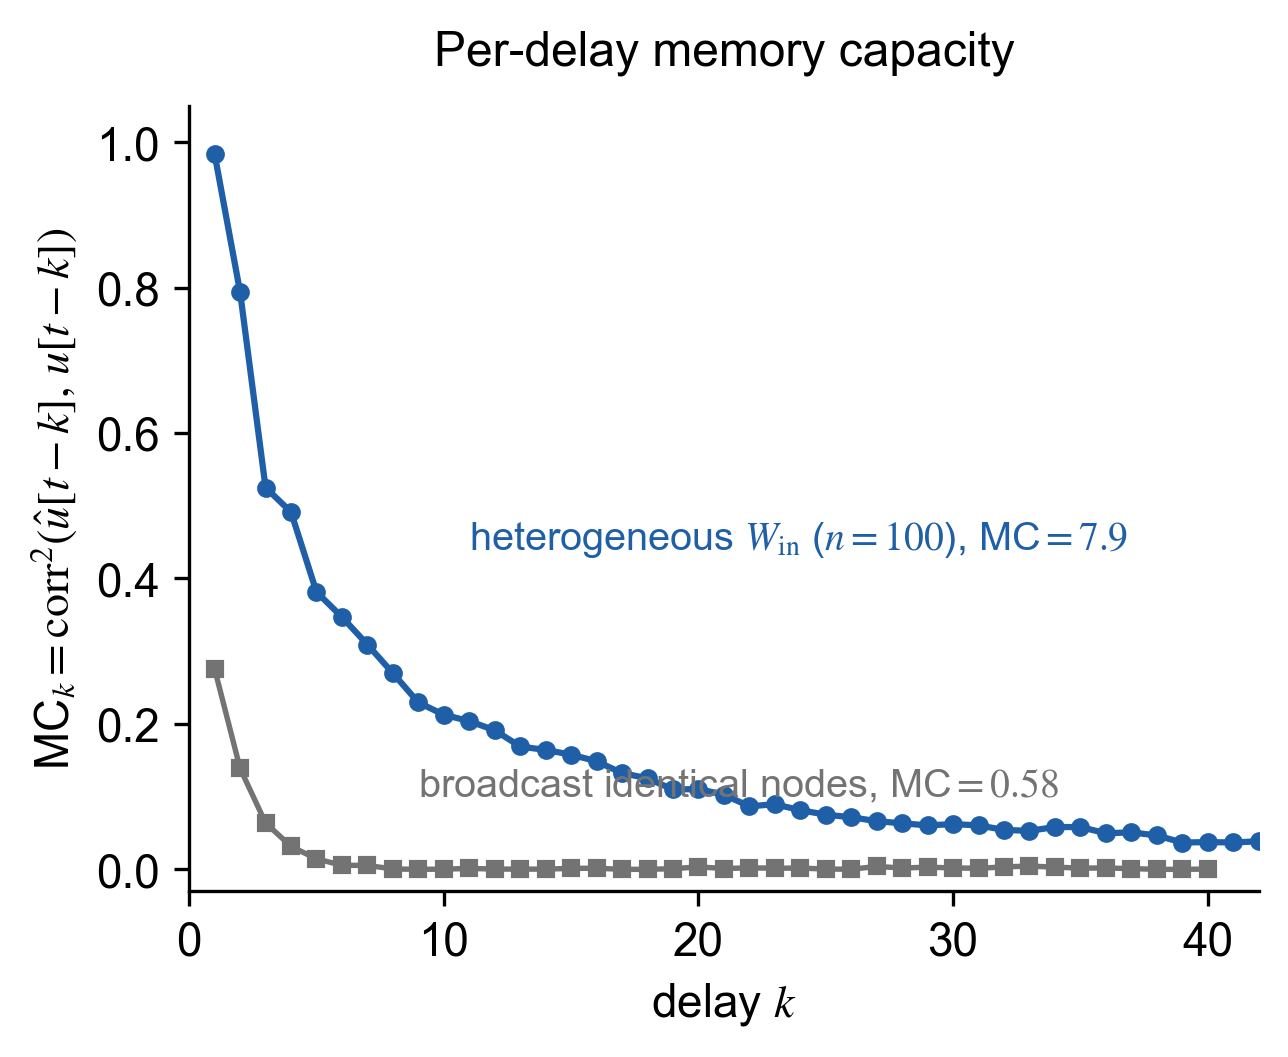 Per-delay memory capacity
MCₖ = corr²(û[t − k], u[t − k])
1.0
0.8
0.6
0.4
0.2
0.0
heterogeneous W_in (n = 100), MC = 7.9
broadcast identical nodes, MC = 0.58
0 10 20 30 40
delay k